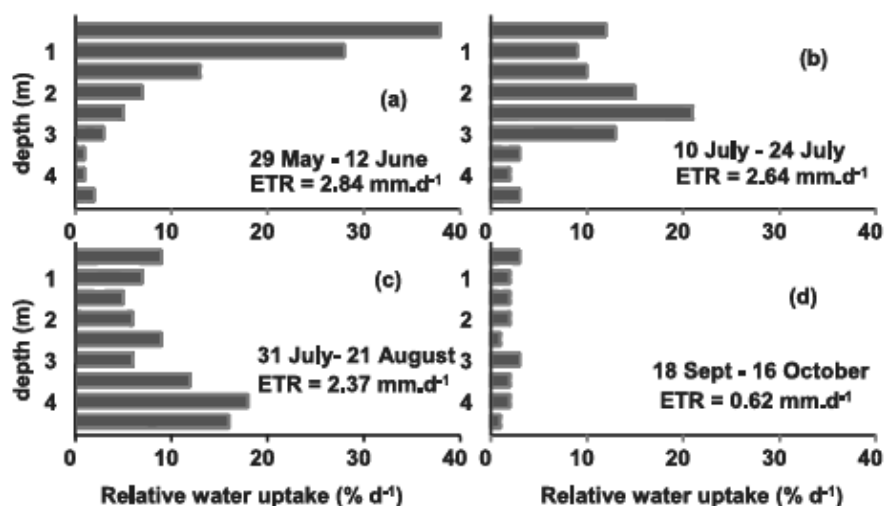 depth (m)
1
2
3
4
(a)
29 May - 12 June
ETR = 2.84 mm.d⁻¹
0 10 20 30 40
1
2
3
4
(b)
10 July - 24 July
ETR = 2.64 mm.d⁻¹
0 10 20 30 40
depth (m)
1
2
3
4
(c)
31 July- 21 August
ETR = 2.37 mm.d⁻¹
0 10 20 30 40
Relative water uptake (% d⁻¹)
1
2
3
4
(d)
18 Sept - 16 October
ETR = 0.62 mm.d⁻¹
0 10 20 30 40
Relative water uptake (% d⁻¹)